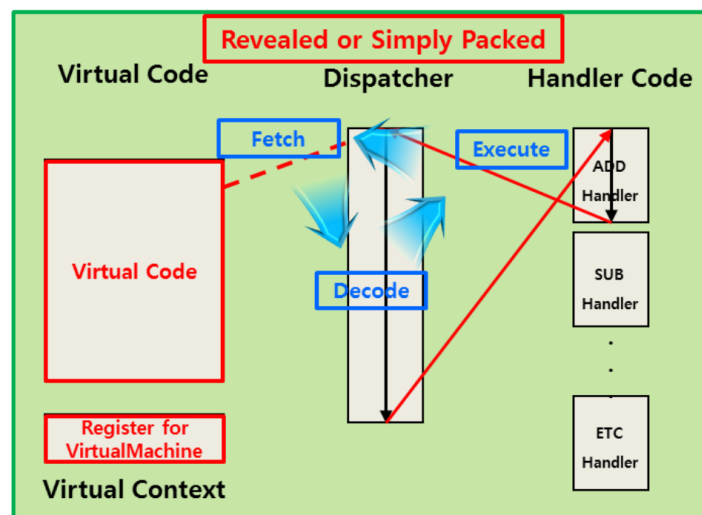 Revealed or Simply Packed
Virtual Code
Dispatcher
Handler Code
Fetch
Execute
ADD
Handler
Virtual Code
SUB
Handler
Decode
.
.
.
Register for
VirtualMachine
ETC
Handler
Virtual Context